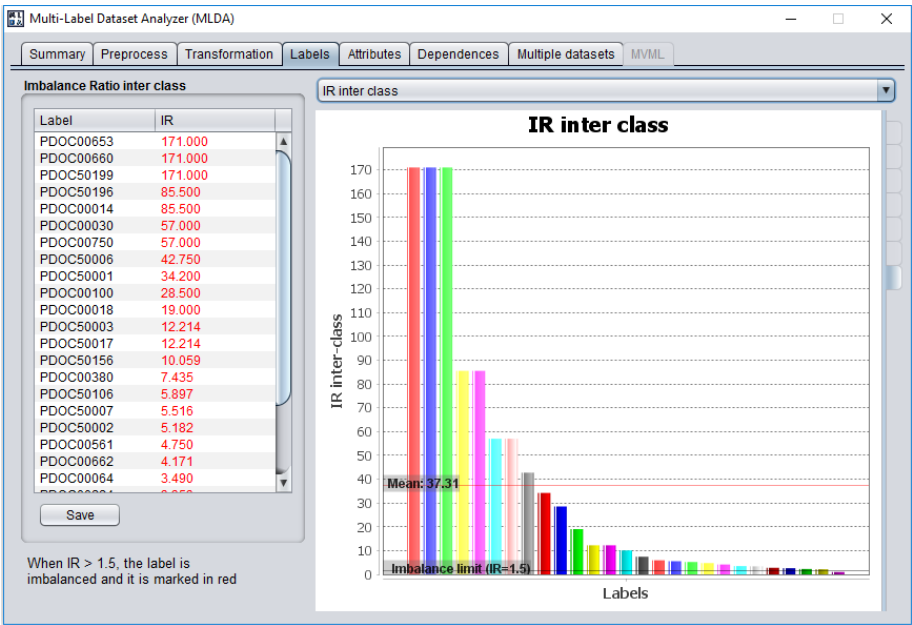 Multi-Label Dataset Analyzer (MLDA)
Summary Preprocess Transformation Labels Attributes Dependences Multiple datasets MVML
Imbalance Ratio inter class
Label IR
PDOC00653 171.000
PDOC00660 171.000
PDOC50199 171.000
PDOC50196 85.500
PDOC00014 85.500
PDOC00030 57.000
PDOC00750 57.000
PDOC50006 42.750
PDOC50001 34.200
PDOC00100 28.500
PDOC00018 19.000
PDOC50003 12.214
PDOC50017 12.214
PDOC50156 10.059
PDOC00380 7.435
PDOC50106 5.897
PDOC50007 5.516
PDOC50002 5.182
PDOC00561 4.750
PDOC00662 4.171
PDOC00064 3.490
Save
When IR > 1.5, the label is
imbalanced and it is marked in red
IR inter class
IR inter class
170
160
150
140
130
120
110
100
90
80
70
60
50
40
30
20
10
0
IR inter-class
Mean: 37.31
Imbalance limit (IR=1.5)
Labels